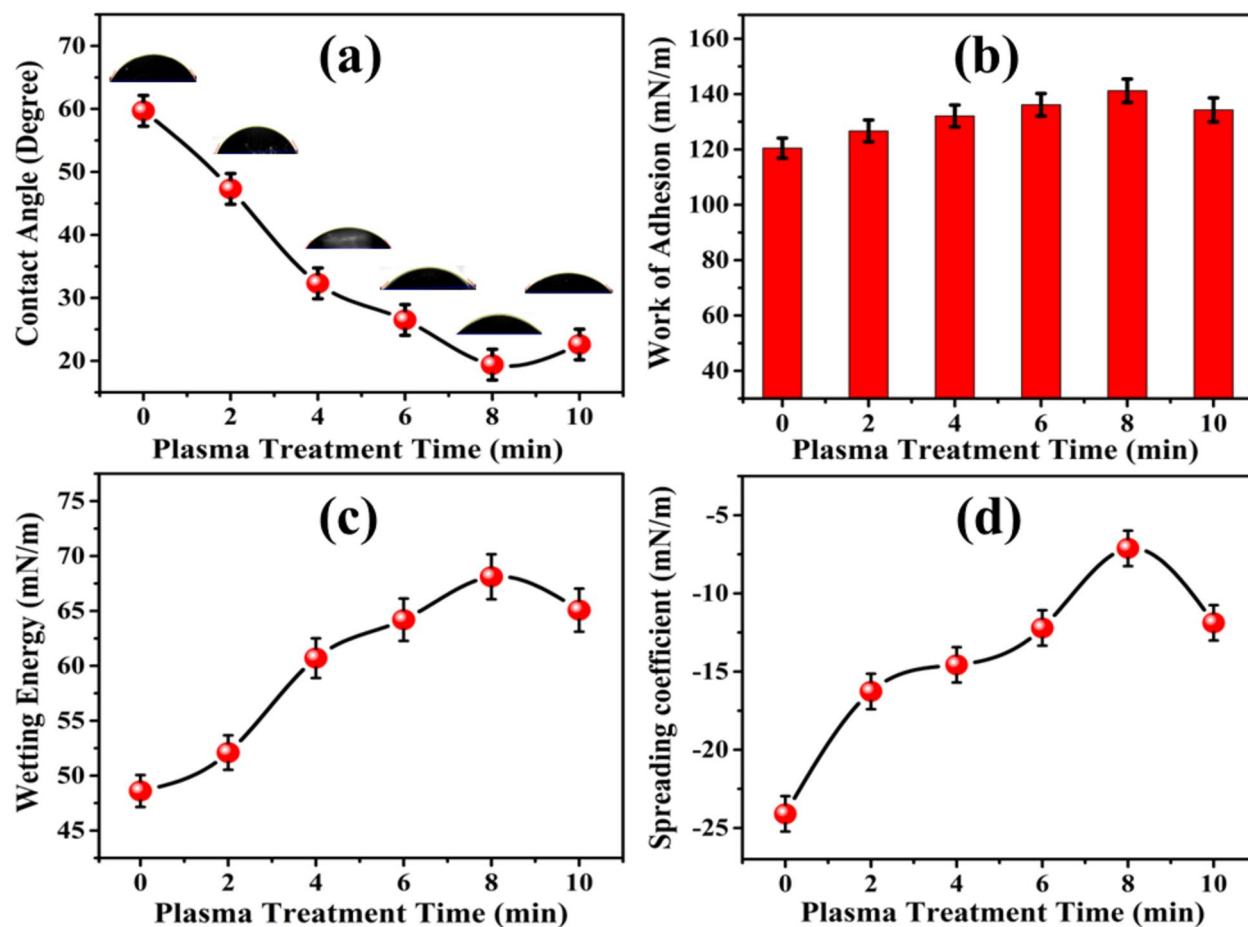 (a)
Contact Angle (Degree)
70
60
50
40
30
20
0 2 4 6 8 10
Plasma Treatment Time (min)
(b)
Work of Adhesion (mN/m)
160
140
120
100
80
60
40
0 2 4 6 8 10
Plasma Treatment Time (min)
(c)
Wetting Energy (mN/m)
75
70
65
60
55
50
45
0 2 4 6 8 10
Plasma Treatment Time (min)
(d)
Spreading coefficient (mN/m)
-5
-10
-15
-20
-25
0 2 4 6 8 10
Plasma Treatment Time (min)